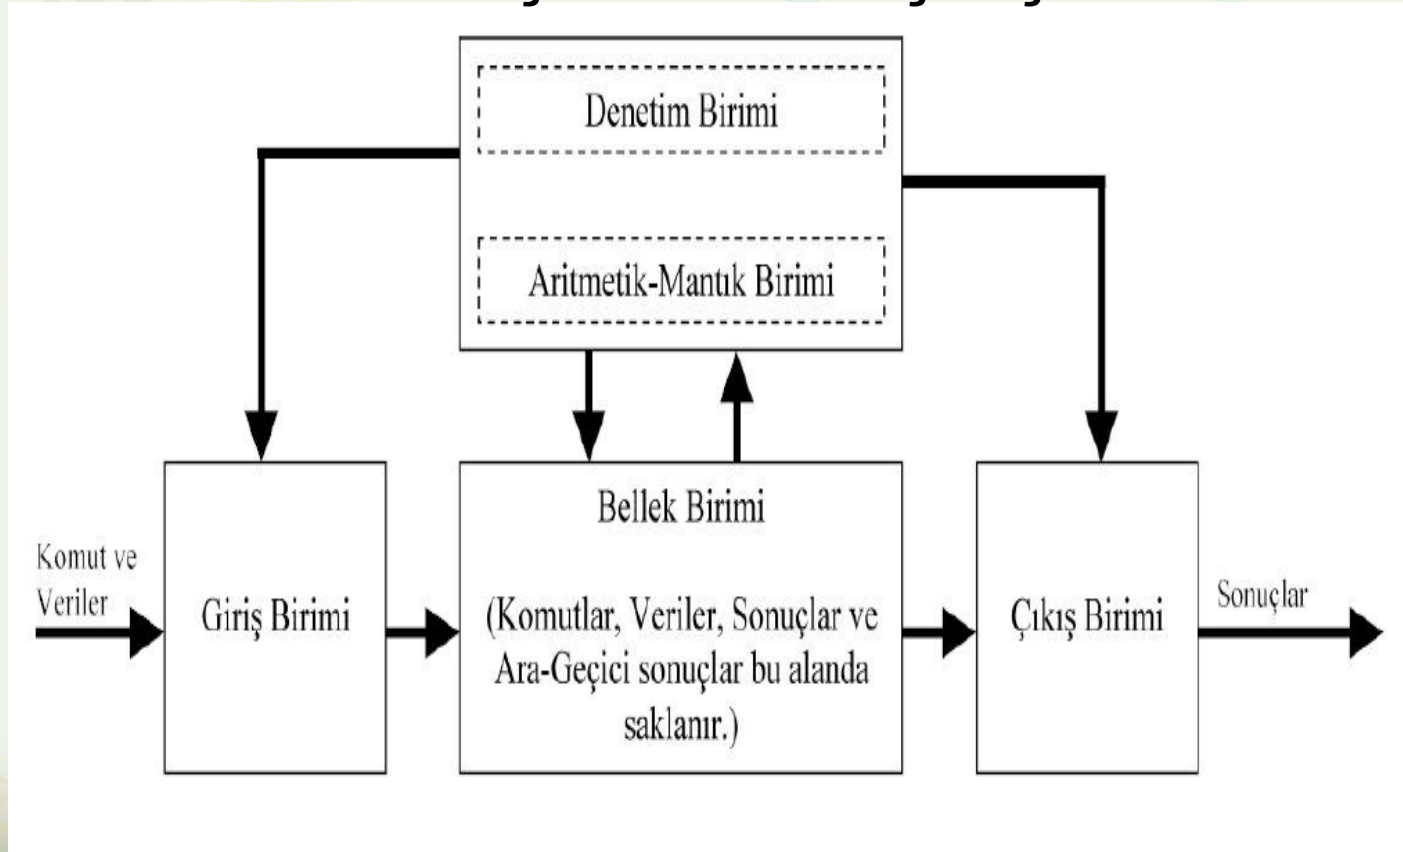 Denetim Birimi
Aritmetik-Mantık Birimi
Komut ve
Veriler
Giriş Birimi
Bellek Birimi
(Komutlar, Veriler, Sonuçlar ve
Ara-Geçici sonuçlar bu alanda
saklanır.)
Çıkış Birimi
Sonuçlar